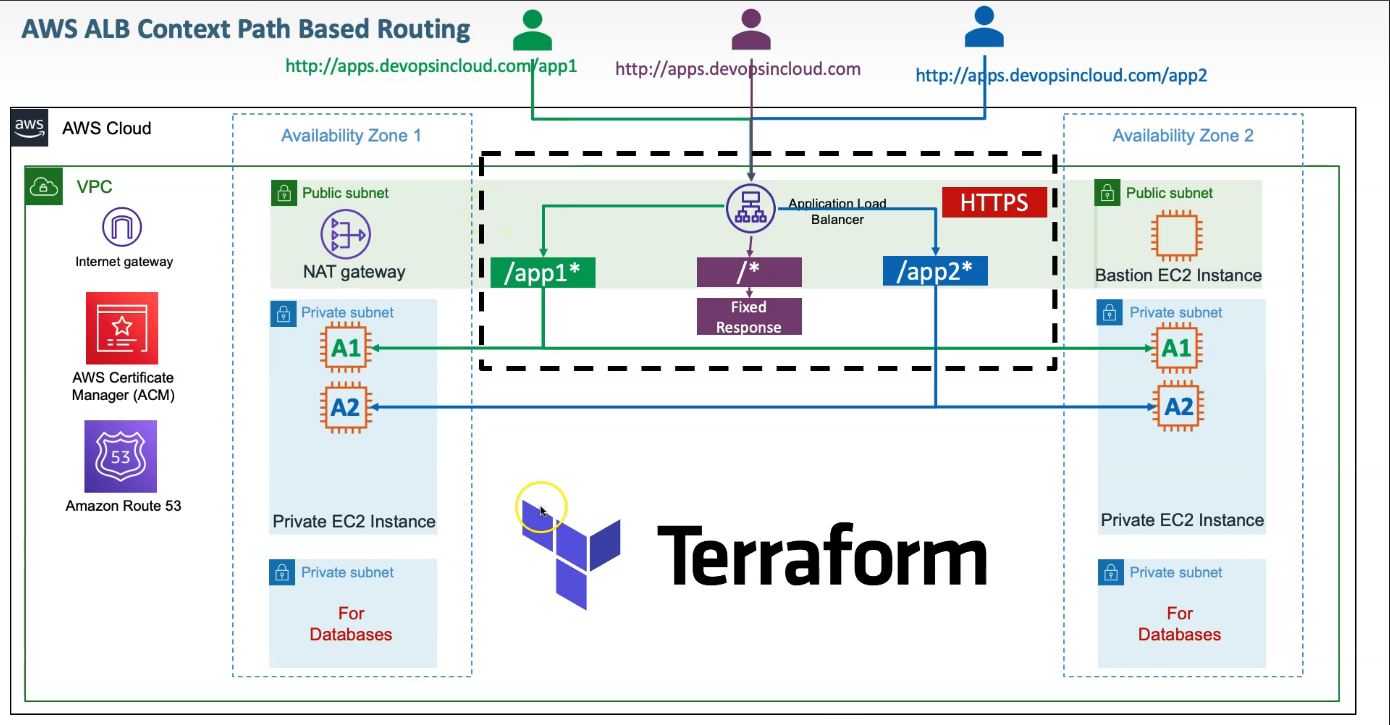 AWS ALB Context Path Based Routing
http://apps.devopsincloud.com/app1
http://apps.devopsincloud.com
http://apps.devopsincloud.com/app2
aws
AWS Cloud
Availability Zone 1
Availability Zone 2
VPC
Public subnet
Application Load
Balancer
HTTPS
Public subnet
Internet gateway
NAT gateway
/app1*
/*
/app2*
Bastion EC2 Instance
Fixed
Response
Private subnet
Private subnet
A1
A1
AWS Certificate
Manager (ACM)
A2
A2
53
Amazon Route 53
Private EC2 Instance
Private EC2 Instance
Terraform
Private subnet
Private subnet
For
Databases
For
Databases